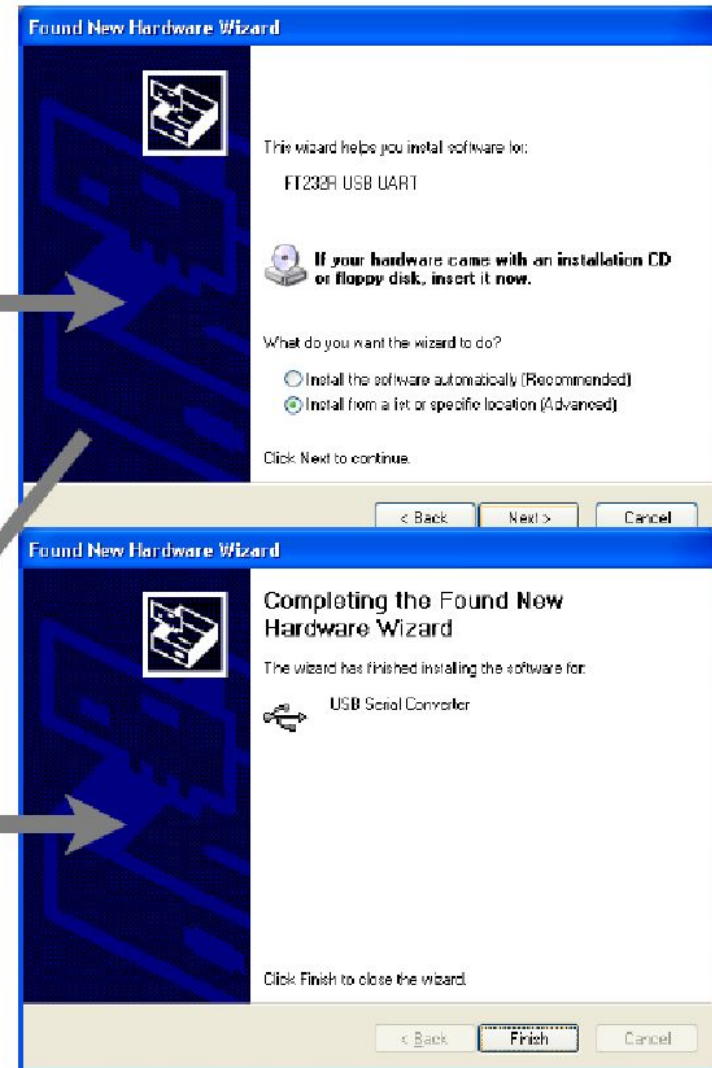 Found New Hardware Wizard
This wizard helps you install software for:
FT232R USB UART
If your hardware came with an installation CD
or floppy disk, insert it now.
What do you want the wizard to do?
Install the software automatically (Recommended)
Install from a list or specific location (Advanced)
Click Next to continue.
< Back
Next >
Cancel
Found New Hardware Wizard
Completing the Found New
Hardware Wizard
The wizard has finished installing the software for:
USB Serial Converter
Click Finish to close the wizard.
< Back
Finish
Cancel